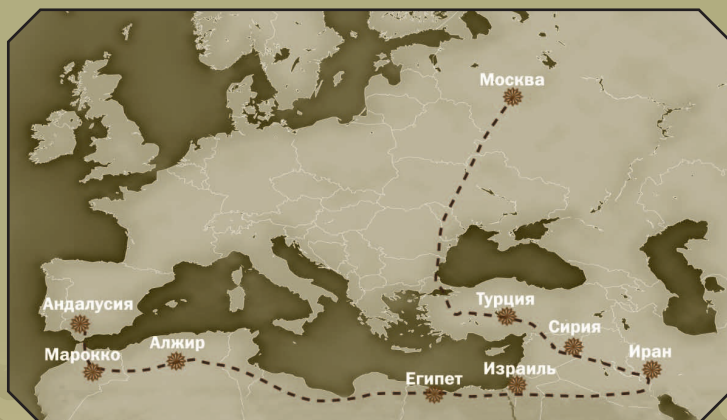 Москва
Андалусия
Турция
Сирия
Марокко
Алжир
Иран
Израиль
Египет